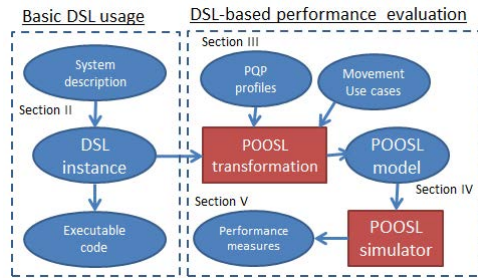 Basic DSL usage
DSL-based performance evaluation
System
description
Section II
DSL
instance
Executable
code
Section III
PQP
profiles
Movement
Use cases
POOSL
transformation
POOSL
model
Section IV
Section V
Performance
measures
POOSL
simulator